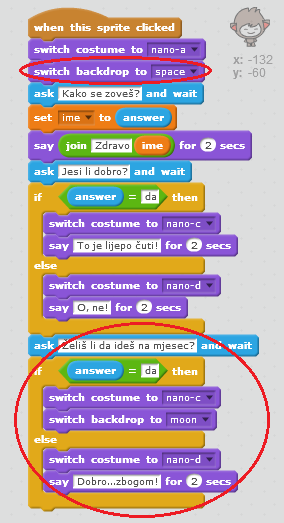 when this sprite clicked
switch costume to nano-a
switch backdrop to space
ask Kako se zoveš? and wait
set ime to answer
say join Zdravo ime for 2 secs
ask Jesi li dobro? and wait
if answer = da then
switch costume to nano-c
say To je lijepo čuti! for 2 secs
else
switch costume to nano-d
say O, ne! for 2 secs
ask Želiš li da ideš na mjesec? and wait
if answer = da then
switch costume to nano-c
switch backdrop to moon
else
switch costume to nano-d
say Dobro...zbogom! for 2 secs
x: -132
y: -60